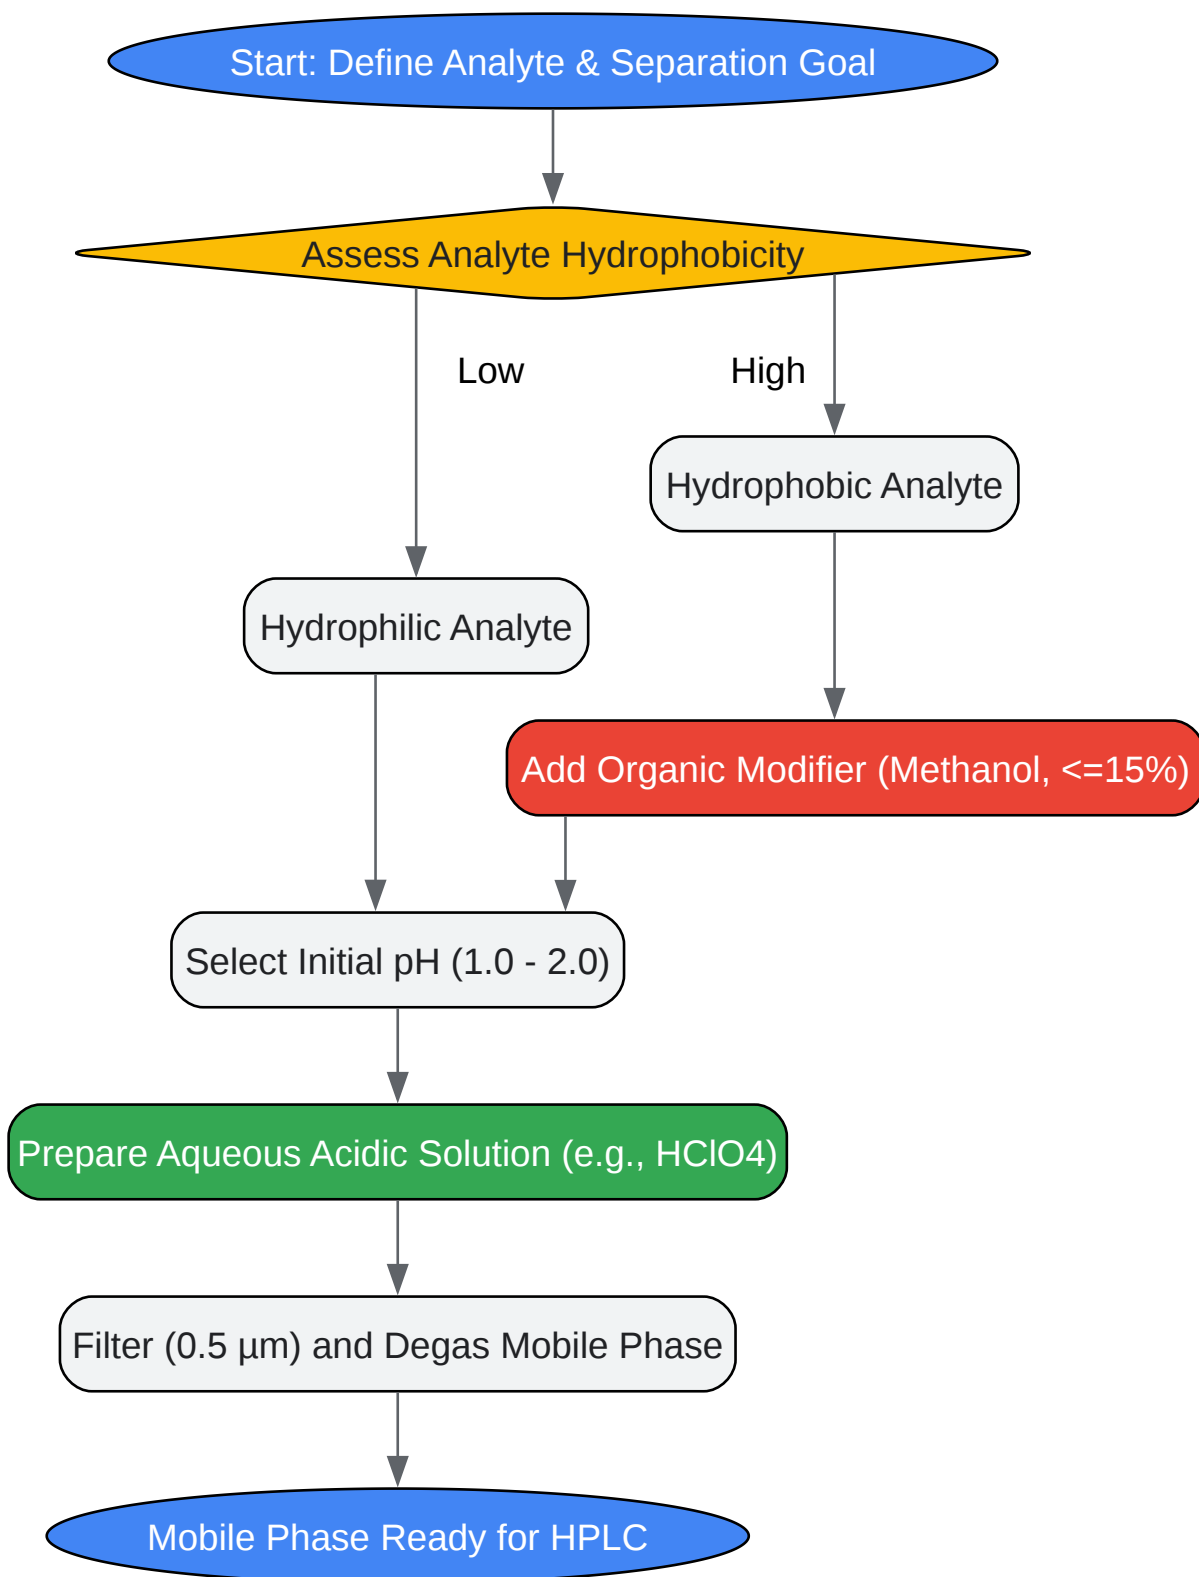 Start: Define Analyte & Separation Goal
Assess Analyte Hydrophobicity
Low
High
Hydrophobic Analyte
Hydrophilic Analyte
Add Organic Modifier (Methanol, <=15%)
Select Initial pH (1.0 - 2.0)
Prepare Aqueous Acidic Solution (e.g., HClO4)
Filter (0.5 µm) and Degas Mobile Phase
Mobile Phase Ready for HPLC